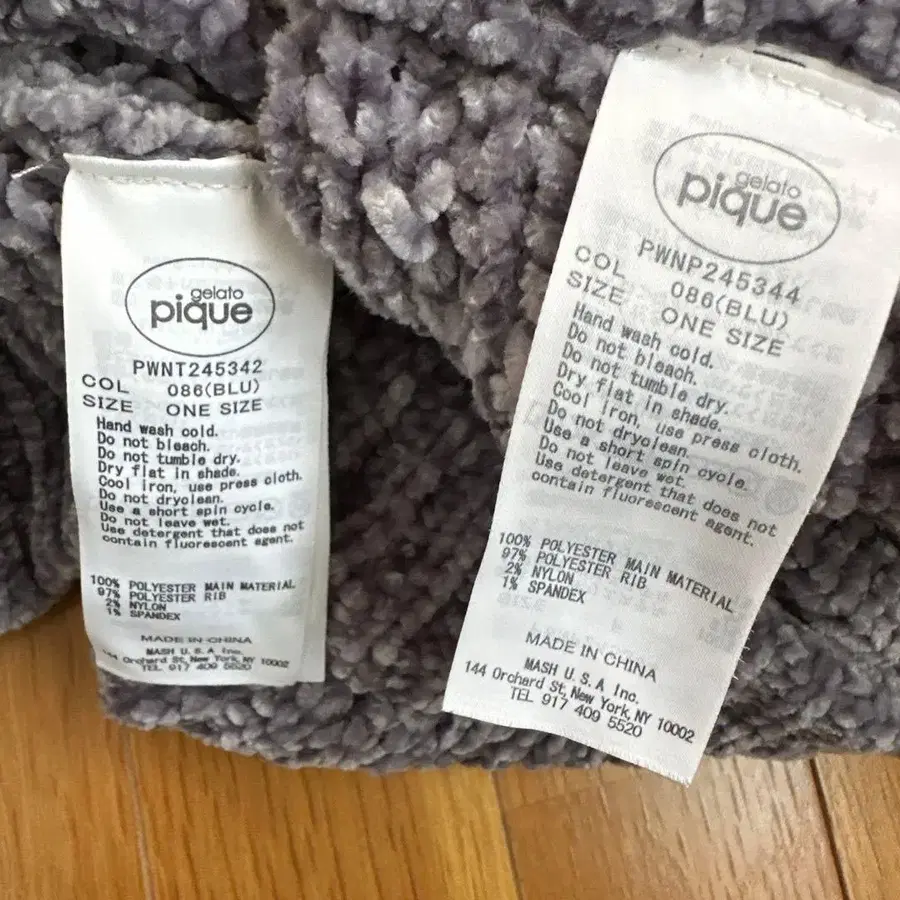 gelato
pique
PWNT245342
COL 086(BLU)
SIZE ONE SIZE
Hand wash cold.
Do not bleach.
Do not tumble dry.
Dry flat in shade.
Cool iron, use press cloth.
Do not dryclean.
Use a short spin cycle.
Do not leave wet.
Use detergent that does not
contain fluorescent agent.
100% POLYESTER MAIN MATERIAL
97% POLYESTER RIB
2% NYLON
1% SPANDEX
MADE IN CHINA
MASH U.S.A Inc.
144 Orchard St, New York, NY 10002
TEL 917 409 5520
gelato
pique
PWNP245344
COL 086(BLU)
SIZE ONE SIZE
Hand wash cold.
Do not bleach.
Do not tumble dry.
Dry flat in shade.
Cool iron, use press cloth.
Do not dryclean.
Use a short spin cycle.
Do not leave wet.
Use detergent that does not
contain fluorescent agent.
100% POLYESTER MAIN MATERIAL
97% POLYESTER RIB
2% NYLON
1% SPANDEX
MADE IN CHINA
MASH U.S.A Inc.
144 Orchard St, New York, NY 10002
TEL 917 409 5520